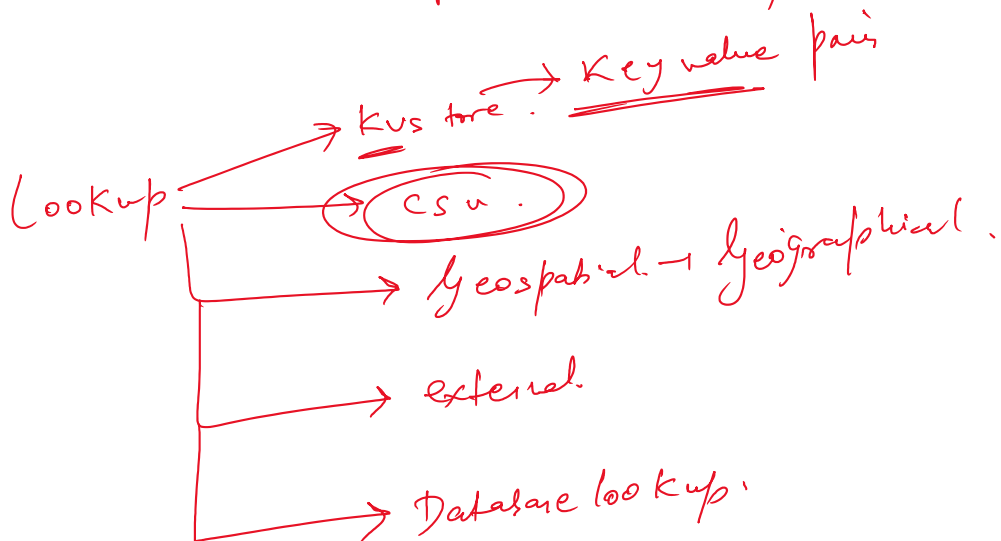 Key value pair
Kvstore.
Lookup
csv.
Geospatial → Geographical.
external.
Database lookup.